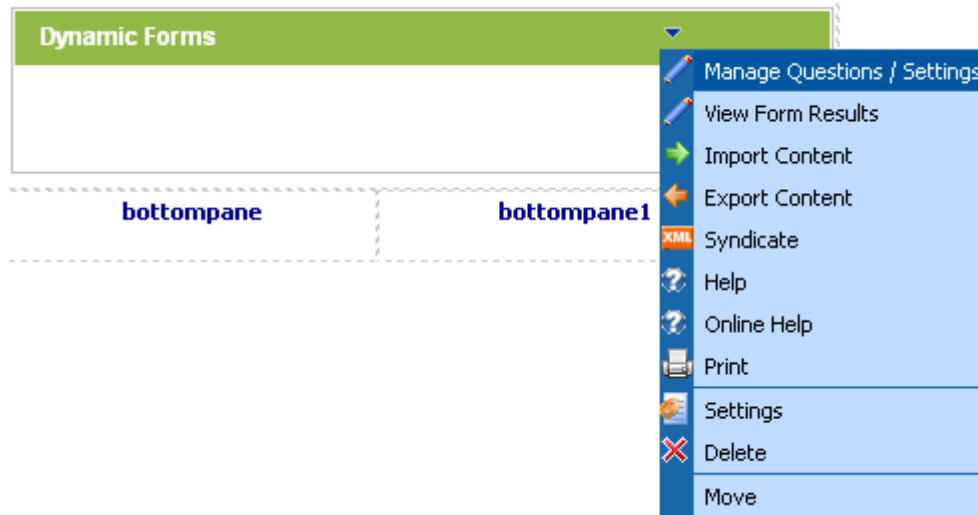 Dynamic Forms
Manage Questions / Settings
View Form Results
Import Content
Export Content
bottompane
bottompane1
XML
Syndicate
Help
Online Help
Print
Settings
Delete
Move